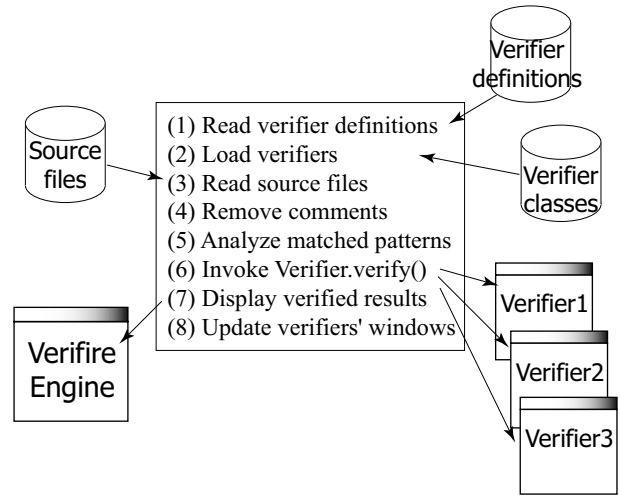 Verifier
definitions
Source
files
(1) Read verifier definitions
(2) Load verifiers
(3) Read source files
(4) Remove comments
(5) Analyze matched patterns
(6) Invoke Verifier.verify()
(7) Display verified results
(8) Update verifiers' windows
Verifier
classes
Verifire
Engine
Verifier1
Verifier2
Verifier3